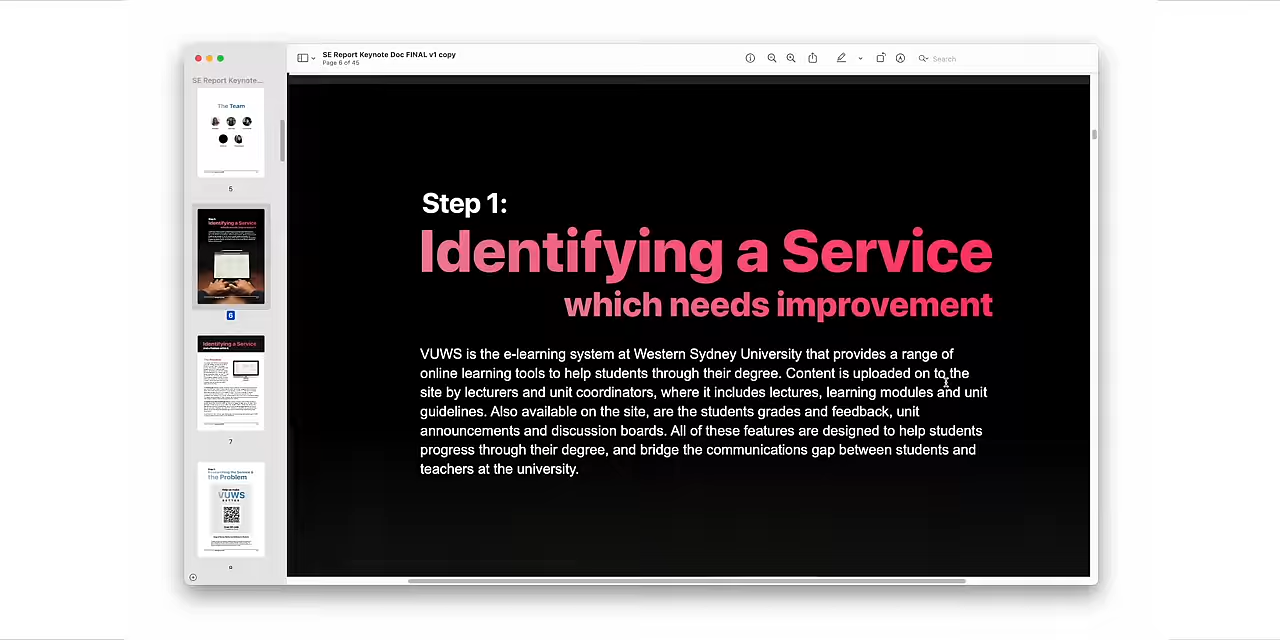 SE Report Keynote Doc FINAL v1 copy
Page 6 of 45
Search
SE Report Keynote...
The Team
5
Identifying a Service
6
Identifying a Service
7
the Problem
VUWS
Step 1:
Identifying a Service
which needs improvement
VUWS is the e-learning system at Western Sydney University that provides a range of
online learning tools to help students through their degree. Content is uploaded on to the
site by lecturers and unit coordinators, where it includes lectures, learning modules and unit
guidelines. Also available on the site, are the students grades and feedback, unit
announcements and discussion boards. All of these features are designed to help students
progress through their degree, and bridge the communications gap between students and
teachers at the university.